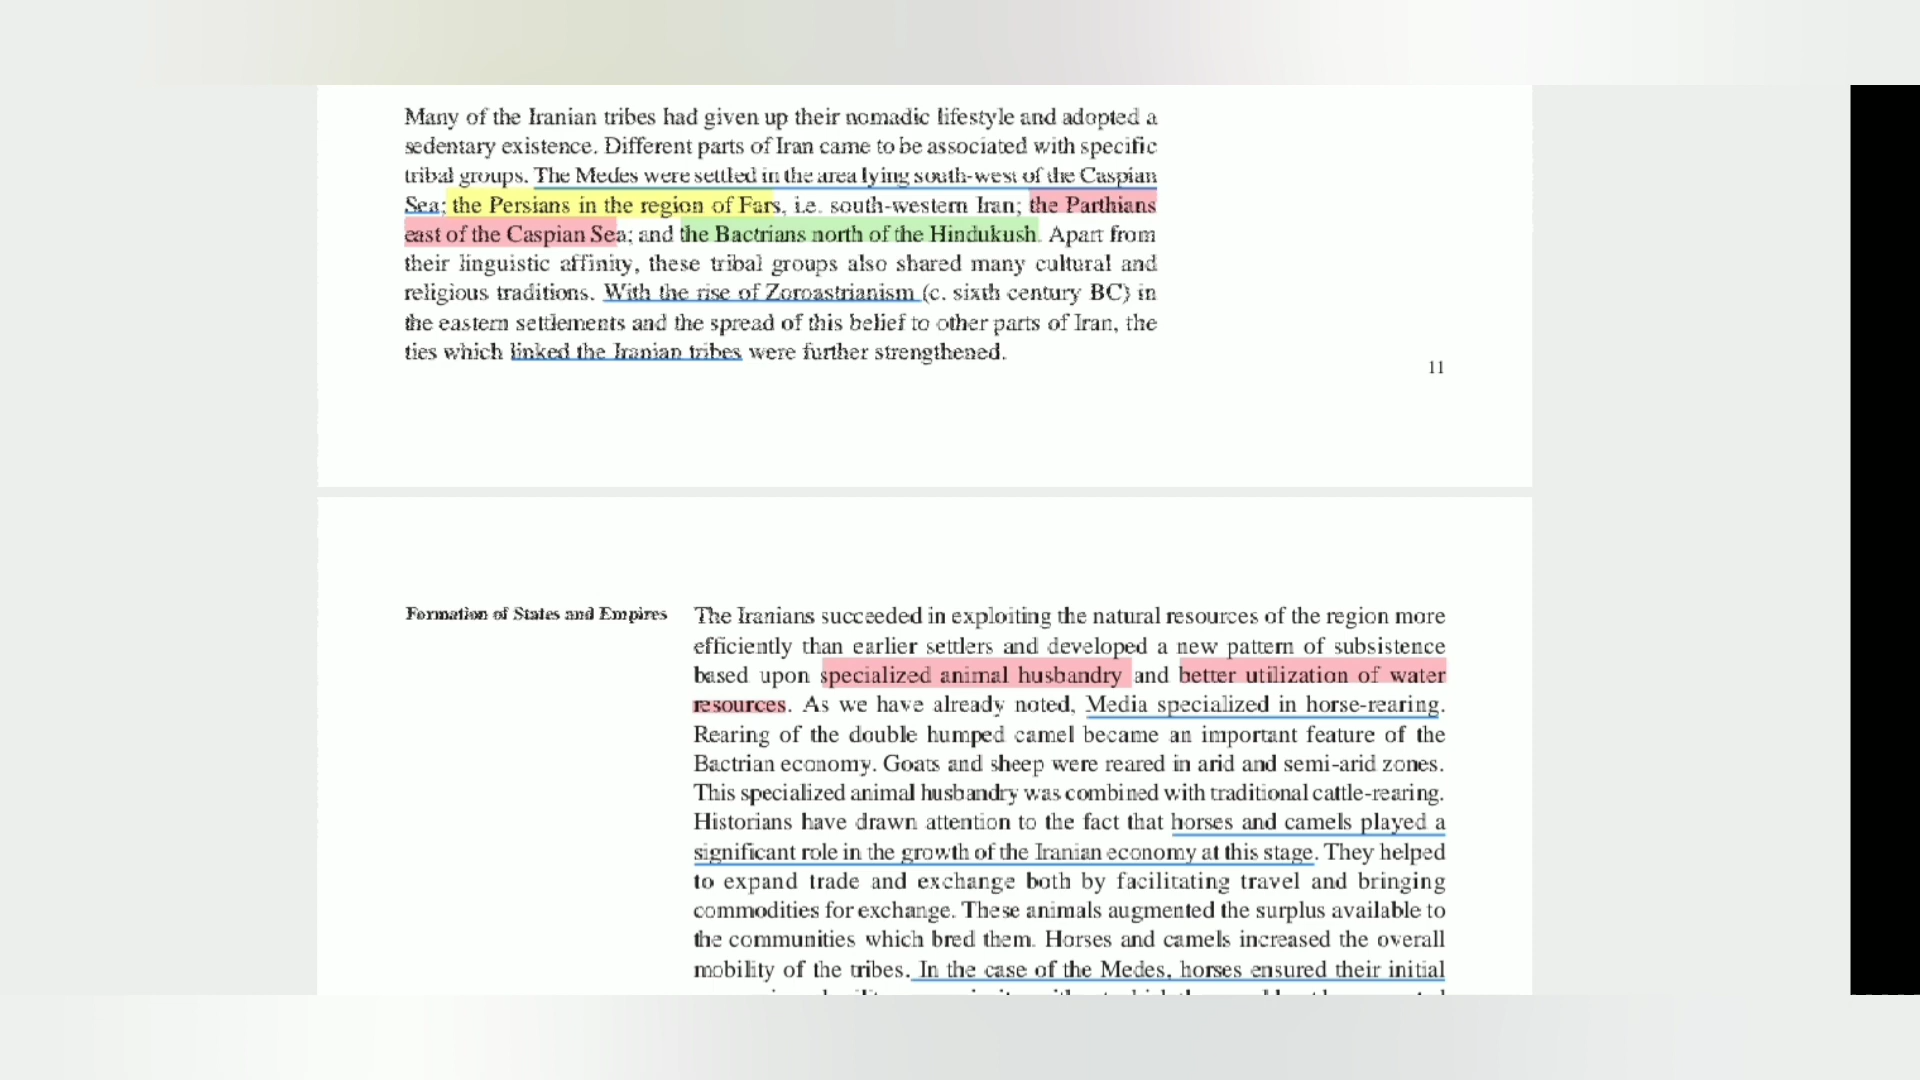 Many of the Iranian tribes had given up their nomadic lifestyle and adopted a
sedentary existence. Different parts of Iran came to be associated with specific
tribal groups. The Medes were settled in the area lying south-west of the Caspian
Sea; the Persians in the region of Fars, i.e. south-western Iran; the Parthians
east of the Caspian Sea; and the Bactrians north of the Hindukush. Apart from
their linguistic affinity, these tribal groups also shared many cultural and
religious traditions. With the rise of Zoroastrianism (c. sixth century BC) in
the eastern settlements and the spread of this belief to other parts of Iran, the
ties which linked the Iranian tribes were further strengthened.
11
Formation of States and Empires
The Iranians succeeded in exploiting the natural resources of the region more
efficiently than earlier settlers and developed a new pattern of subsistence
based upon specialized animal husbandry and better utilization of water
resources. As we have already noted, Media specialized in horse-rearing.
Rearing of the double humped camel became an important feature of the
Bactrian economy. Goats and sheep were reared in arid and semi-arid zones.
This specialized animal husbandry was combined with traditional cattle-rearing.
Historians have drawn attention to the fact that horses and camels played a
significant role in the growth of the Iranian economy at this stage. They helped
to expand trade and exchange both by facilitating travel and bringing
commodities for exchange. These animals augmented the surplus available to
the communities which bred them. Horses and camels increased the overall
mobility of the tribes. In the case of the Medes, horses ensured their initial